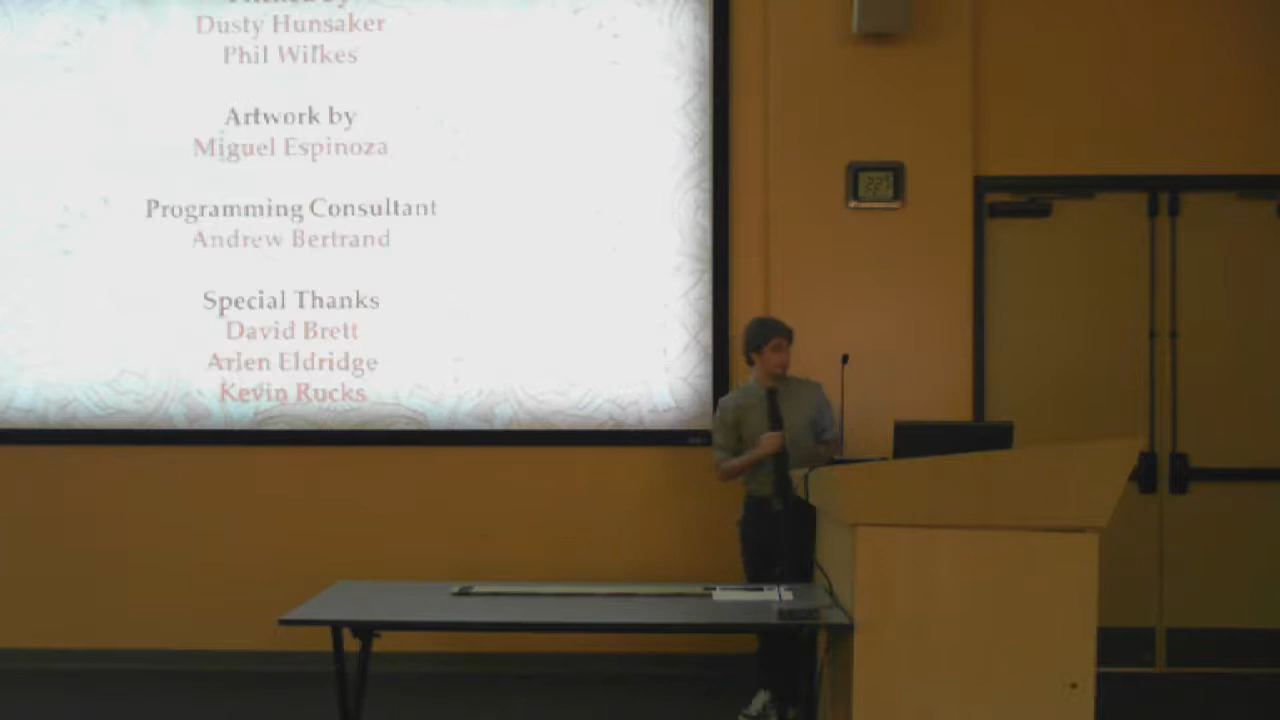 Dusty Hunsaker
Phil Wilkes
Artwork by
Miguel Espinoza
Programming Consultant
Andrew Bertrand
Special Thanks
David Brett
Arlen Eldridge
Kevin Rucks